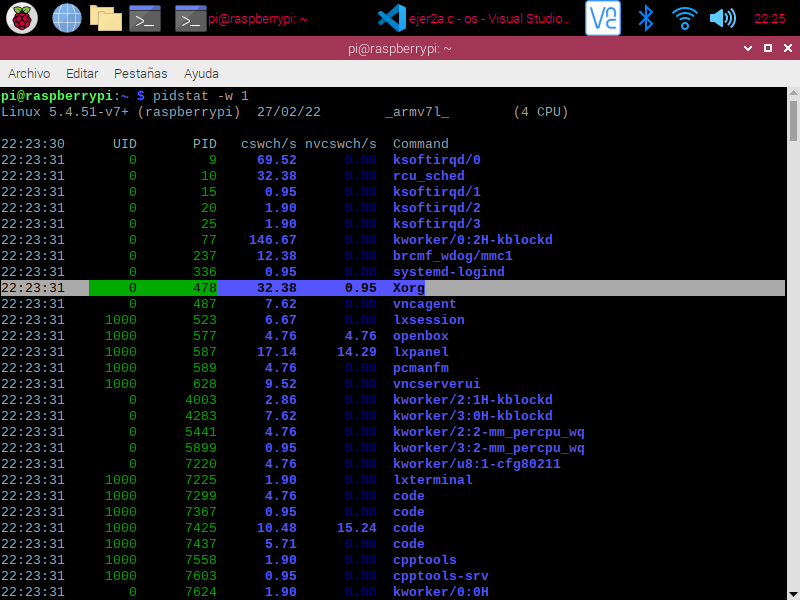 pi@raspberrypi: ~ ejer2a.c - os - Visual Studio... 22:25
pi@raspberrypi: ~
Archivo Editar Pestañas Ayuda
pi@raspberrypi:~ $ pidstat -w 1
Linux 5.4.51-v7+ (raspberrypi) 27/02/22 _armv7l_ (4 CPU)
22:23:30 UID PID cswch/s nvcswch/s Command
22:23:31 0 9 69.52 0.00 ksoftirqd/0
22:23:31 0 10 32.38 0.00 rcu_sched
22:23:31 0 15 0.95 0.00 ksoftirqd/1
22:23:31 0 20 1.90 0.00 ksoftirqd/2
22:23:31 0 25 1.90 0.00 ksoftirqd/3
22:23:31 0 77 146.67 0.00 kworker/0:2H-kblockd
22:23:31 0 237 12.38 0.00 brcmf_wdog/mmc1
22:23:31 0 336 0.95 0.00 systemd-logind
22:23:31 0 478 32.38 0.95 Xorg
22:23:31 0 487 7.62 0.00 vncagent
22:23:31 1000 523 6.67 0.00 lxsession
22:23:31 1000 577 4.76 4.76 openbox
22:23:31 1000 587 17.14 14.29 lxpanel
22:23:31 1000 589 4.76 0.00 pcmanfm
22:23:31 1000 628 9.52 0.00 vncserverui
22:23:31 0 4003 2.86 0.00 kworker/2:1H-kblockd
22:23:31 0 4283 7.62 0.00 kworker/3:0H-kblockd
22:23:31 0 5441 4.76 0.00 kworker/2:2-mm_percpu_wq
22:23:31 0 5899 0.95 0.00 kworker/3:2-mm_percpu_wq
22:23:31 0 7220 4.76 0.00 kworker/u8:1-cfg80211
22:23:31 1000 7225 1.90 0.00 lxterminal
22:23:31 1000 7299 4.76 0.00 code
22:23:31 1000 7367 0.95 0.00 code
22:23:31 1000 7425 10.48 15.24 code
22:23:31 1000 7437 5.71 0.00 code
22:23:31 1000 7558 1.90 0.00 cpptools
22:23:31 1000 7603 0.95 0.00 cpptools-srv
22:23:31 0 7624 1.90 0.00 kworker/0:0H